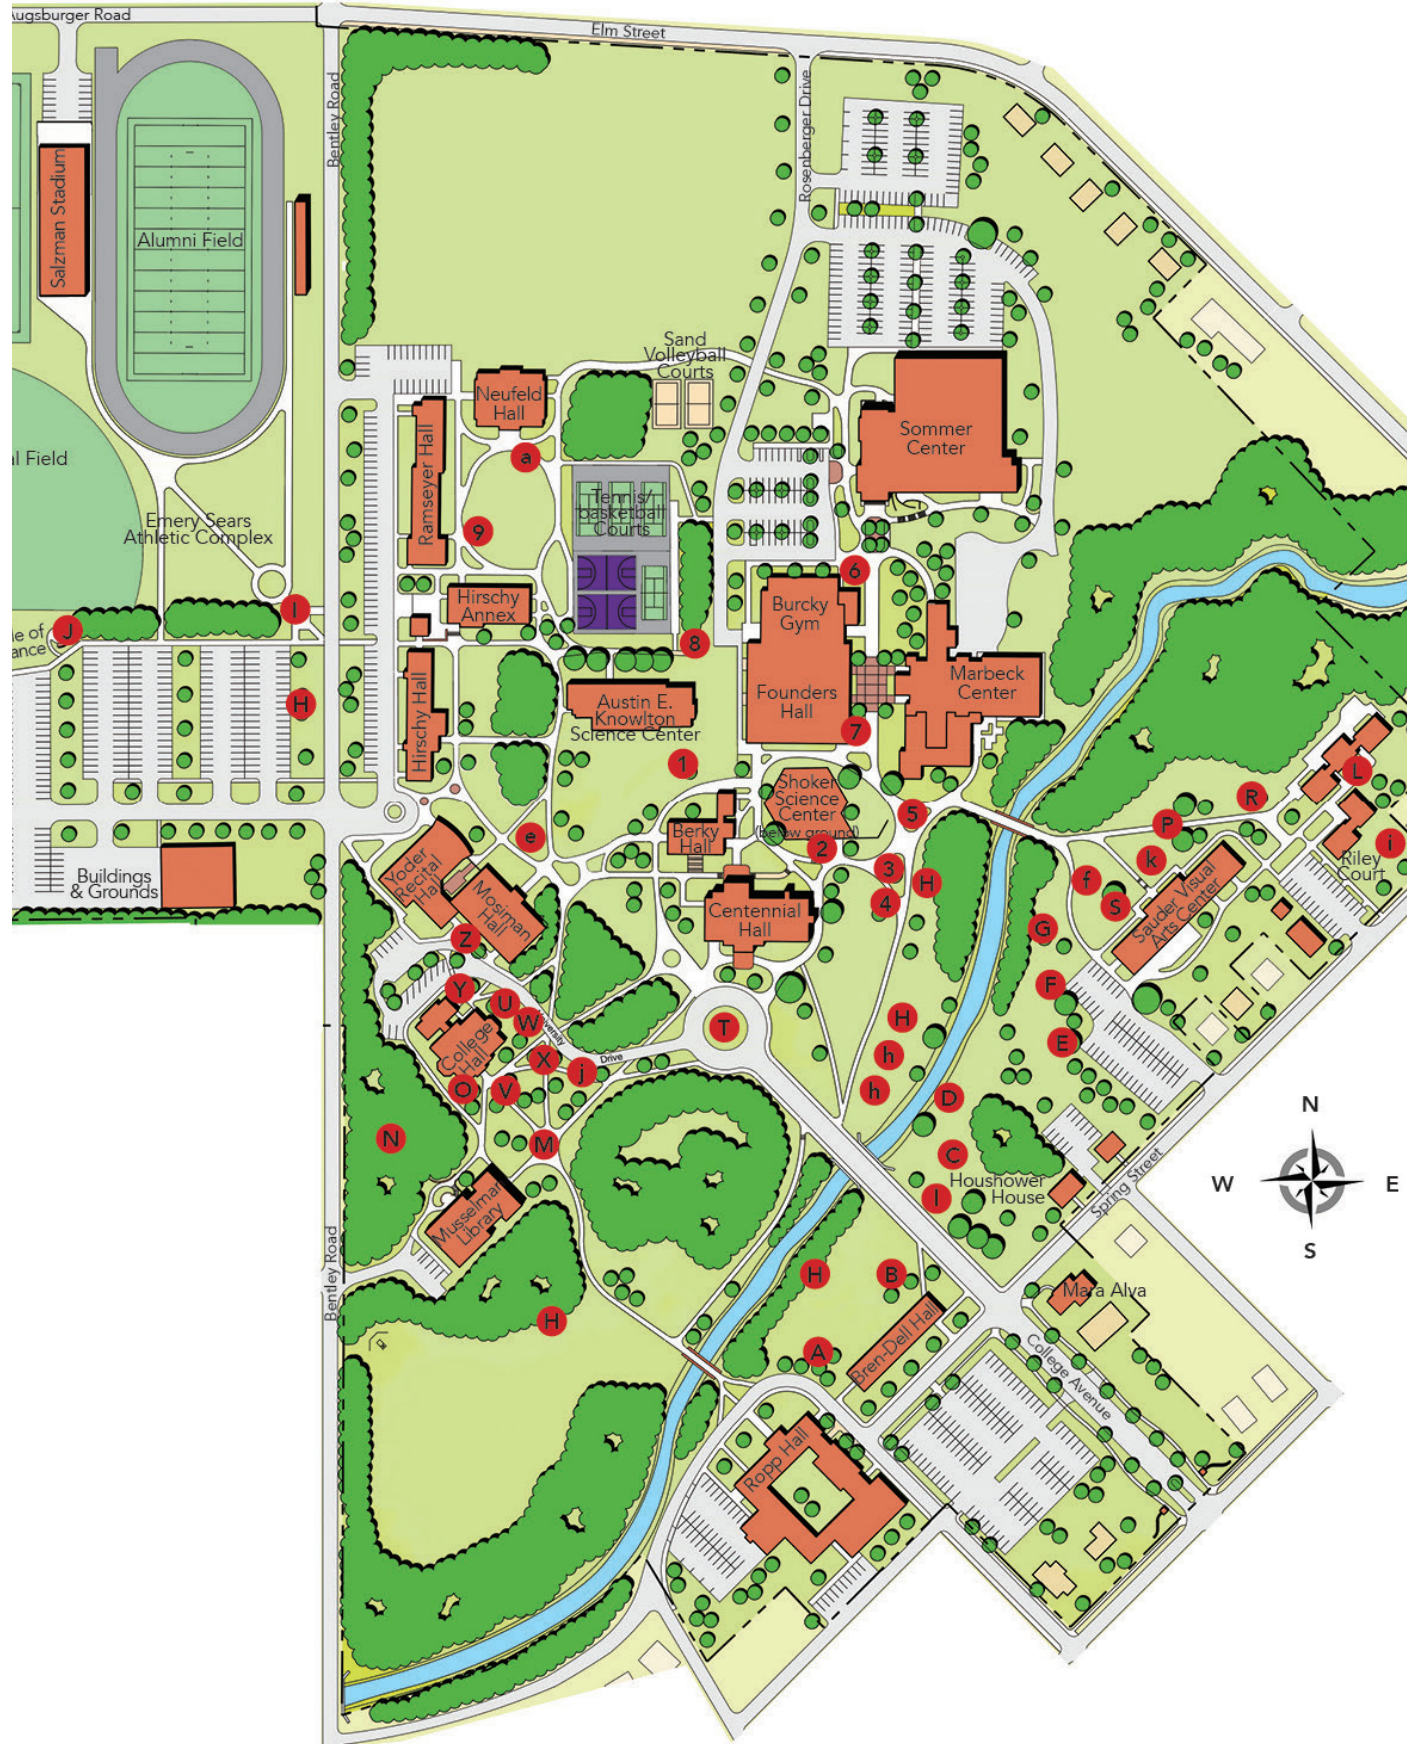 Augsburger Road
Elm Street
Bentley Road
Rosenberger Drive
Salzman Stadium
Alumni Field
Sand
Volleyball
Courts
Neufeld
Hall
Ramseyer Hall
Sommer
Center
Field
a
Tennis/
basketball
Courts
Emery Sears
Athletic Complex
9
6
Hirschy
Annex
Burcky
Gym
I
J
8
Marbeck
Center
Founders
Hall
Hirschy Hall
Austin E.
Knowlton
Science Center
H
7
1
L
R
Shoker
Science
Center
(below ground)
5
P
e
Berky
Hall
2
i
Riley
Court
k
3
Yoder
Recital
Hall
Buildings
& Grounds
H
f
4
S
Sauder Visual
Arts Center
Mosiman
Hall
Centennial
Hall
G
Z
Y
F
U
W
H
T
University
Drive
E
College
Hall
X
h
j
O
V
h
D
N
M
C
N
W
E
S
Houshower
House
Spring Street
I
Musselman
Library
Bentley Road
H
B
Mara Alva
H
A
Bren-Dell Hall
College Avenue
Ropp Hall